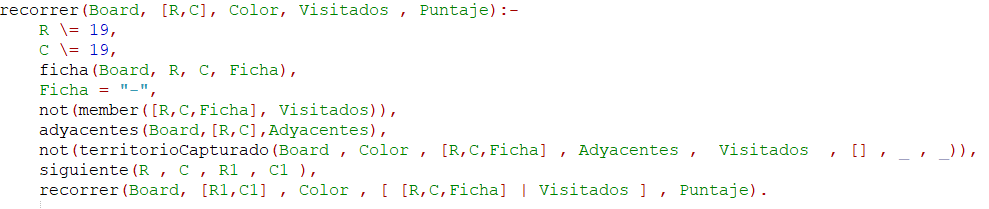 recorrer(Board, [R,C], Color, Visitados , Puntaje):-
R \= 19,
C \= 19,
ficha(Board, R, C, Ficha),
Ficha = "-",
not(member([R,C,Ficha], Visitados)),
adyacentes(Board,[R,C],Adyacentes),
not(territorioCapturado(Board , Color , [R,C,Ficha] , Adyacentes ,  Visitados  , [] , _ , _)),
siguiente(R , C , R1 , C1 ),
recorrer(Board, [R1,C1] , Color , [ [R,C,Ficha] | Visitados ] , Puntaje).